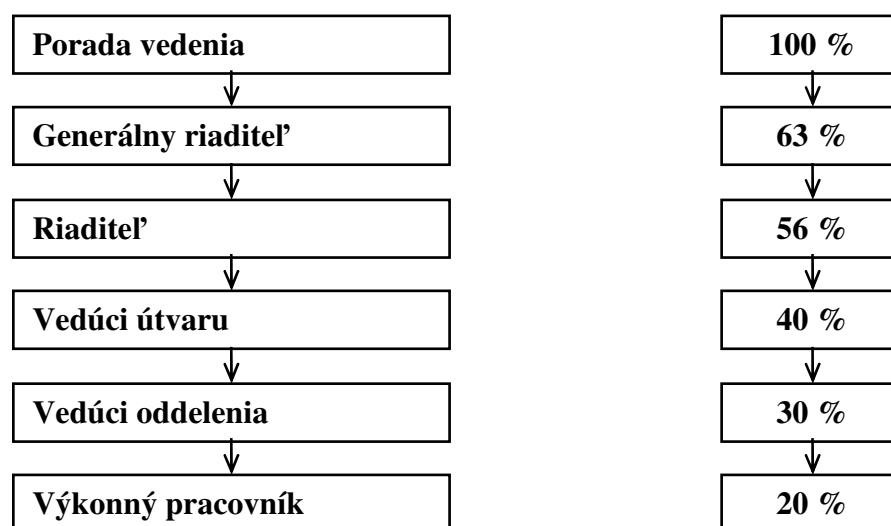 Porada vedenia 100 %
Generálny riaditeľ 63 %
Riaditeľ 56 %
Vedúci útvaru 40 %
Vedúci oddelenia 30 %
Výkonný pracovník 20 %